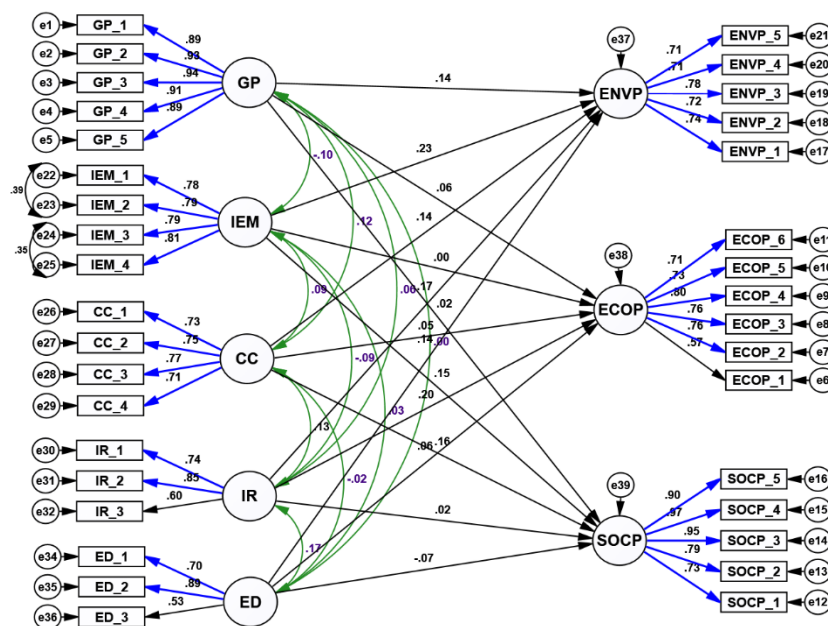 e1 GP_1 .89
e2 GP_2 .93
e3 GP_3 .94
e4 GP_4 .91
e5 GP_5 .89
GP
e22 IEM_1 .78
e23 IEM_2 .79
e24 IEM_3 .79
e25 IEM_4 .81
.39
.35
IEM
e26 CC_1 .73
e27 CC_2 .75
e28 CC_3 .77
e29 CC_4 .71
CC
e30 IR_1 .74
e31 IR_2 .85
e32 IR_3 .60
IR
e34 ED_1 .70
e35 ED_2 .89
e36 ED_3 .53
ED
-.10
.12
.09
.00
-.09
.00
.03
.13
-.02
.17
.14
.23
.14
.06
.00
.17
.02
.05
.14
.15
.20
.06
.16
.02
-.07
e37
ENVP
.71 ENVP_5 e21
.71 ENVP_4 e20
.78 ENVP_3 e19
.72 ENVP_2 e18
.74 ENVP_1 e17
e38
ECOP
.71 ECOP_6 e1
.73 ECOP_5 e10
.80 ECOP_4 e9
.76 ECOP_3 e8
.76 ECOP_2 e7
.57 ECOP_1 e6
e39
SOCP
.90 SOCP_5 e16
.97 SOCP_4 e15
.95 SOCP_3 e14
.79 SOCP_2 e13
.73 SOCP_1 e12